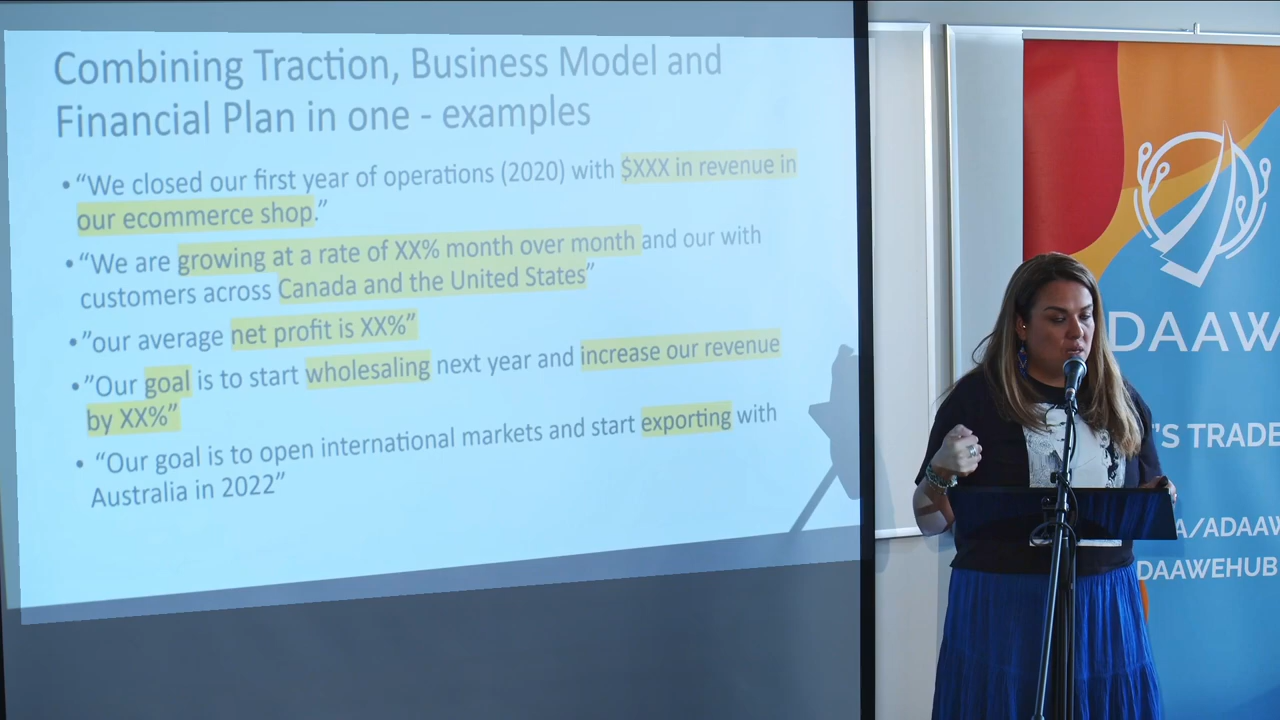 Combining Traction, Business Model and
Financial Plan in one - examples
• “We closed our first year of operations (2020) with $XXX in revenue in
our ecommerce shop.”
• “We are growing at a rate of XX% month over month and our with
customers across Canada and the United States”
• ”our average net profit is XX%”
• ”Our goal is to start wholesaling next year and increase our revenue
by XX%”
• “Our goal is to open international markets and start exporting with
Australia in 2022”
DAAW
'S TRADE
A/ADAAW
DAAWEHUB